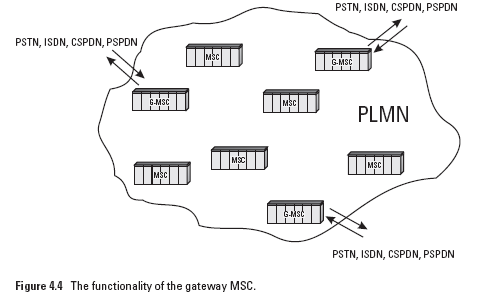 PSTN, ISDN, CSPDN, PSPDN
PSTN, ISDN, CSPDN, PSPDN
MSC
G-MSC
G-MSC
MSC
PLMN
MSC
MSC
MSC
G-MSC
PSTN, ISDN, CSPDN, PSPDN
Figure 4.4 The functionality of the gateway MSC.